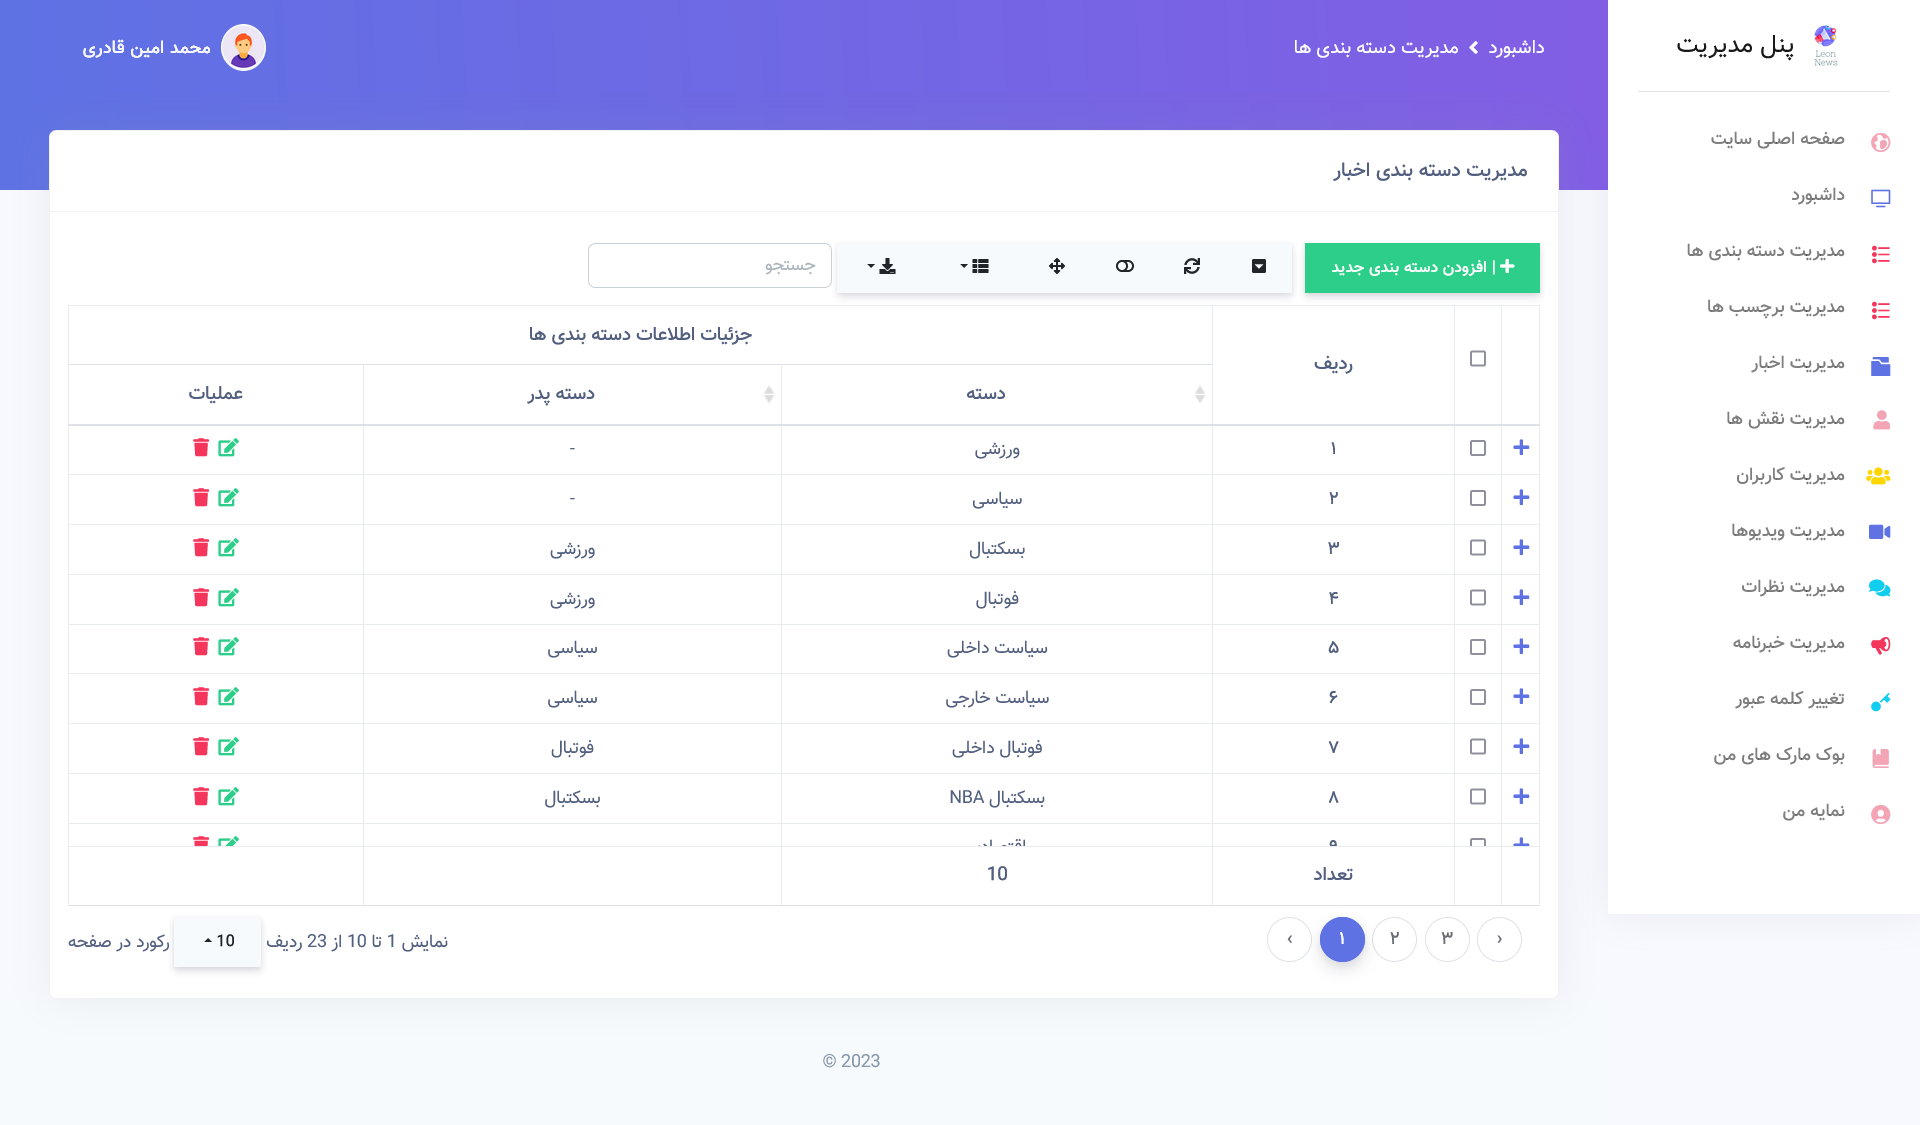 پنل مدیریت
Leon
News
صفحه اصلی سایت
داشبورد
مدیریت دسته بندی ها
مدیریت برچسب ها
مدیریت اخبار
مدیریت نقش ها
مدیریت کاربران
مدیریت ویدیوها
مدیریت نظرات
مدیریت خبرنامه
تغییر کلمه عبور
بوک مارک های من
نمایه من
داشبورد مدیریت دسته بندی ها
محمد امین قادری
مدیریت دسته بندی اخبار
| افزودن دسته بندی جدید
جستجو
ردیف جزئیات اطلاعات دسته بندی ها
دسته دسته پدر عملیات
۱ ورزشی -
۲ سیاسی -
۳ بسکتبال ورزشی
۴ فوتبال ورزشی
۵ سیاست داخلی سیاسی
۶ سیاست خارجی سیاسی
۷ فوتبال داخلی فوتبال
۸ بسکتبال NBA بسکتبال
تعداد 10
‹ ۳ ۲ ۱ ›
نمایش 1 تا 10 از 23 ردیف 10 رکورد در صفحه
© 2023